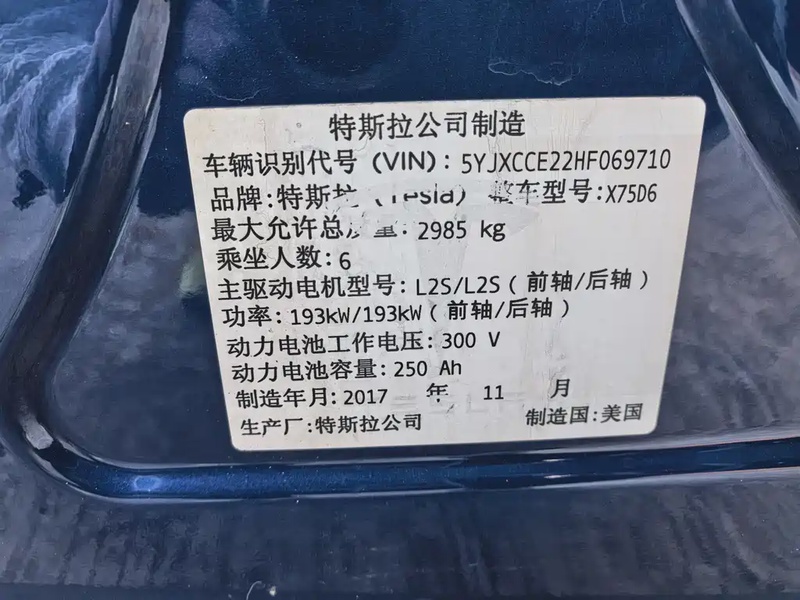 特斯拉公司制造
车辆识别代号 (VIN): 5YJXCCE22HF069710
品牌:特斯拉 (Tesla) 整车型号:X75D6
最大允许总质量: 2985 kg
乘坐人数: 6
主驱动电机型号: L2S/L2S ( 前轴/后轴 )
功率: 193kW/193kW ( 前轴/后轴 )
动力电池工作电压: 300 V
动力电池容量: 250 Ah
制造年月: 2017 年 11 月
生产厂: 特斯拉公司 制造国: 美国